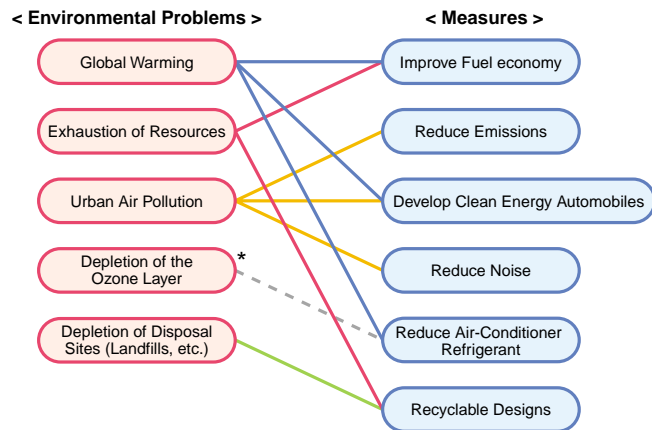 < Environmental Problems >
< Measures >
Global Warming
Improve Fuel economy
Exhaustion of Resources
Reduce Emissions
Urban Air Pollution
Develop Clean Energy Automobiles
Depletion of the
Ozone Layer
*
Reduce Noise
Depletion of Disposal
Sites (Landfills, etc.)
Reduce Air-Conditioner
Refrigerant
Recyclable Designs